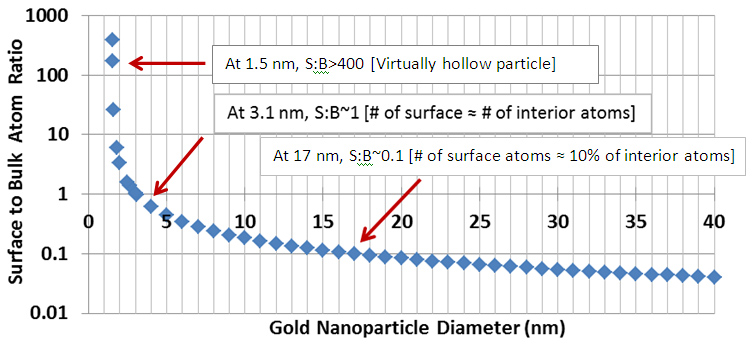 1000
100
10
1
0.1
0.01
Surface to Bulk Atom Ratio
At 1.5 nm, S:B>400 [Virtually hollow particle]
At 3.1 nm, S:B~1 [# of surface ≈ # of interior atoms]
At 17 nm, S:B~0.1 [# of surface atoms ≈ 10% of interior atoms]
0 5 10 15 20 25 30 35 40
Gold Nanoparticle Diameter (nm)